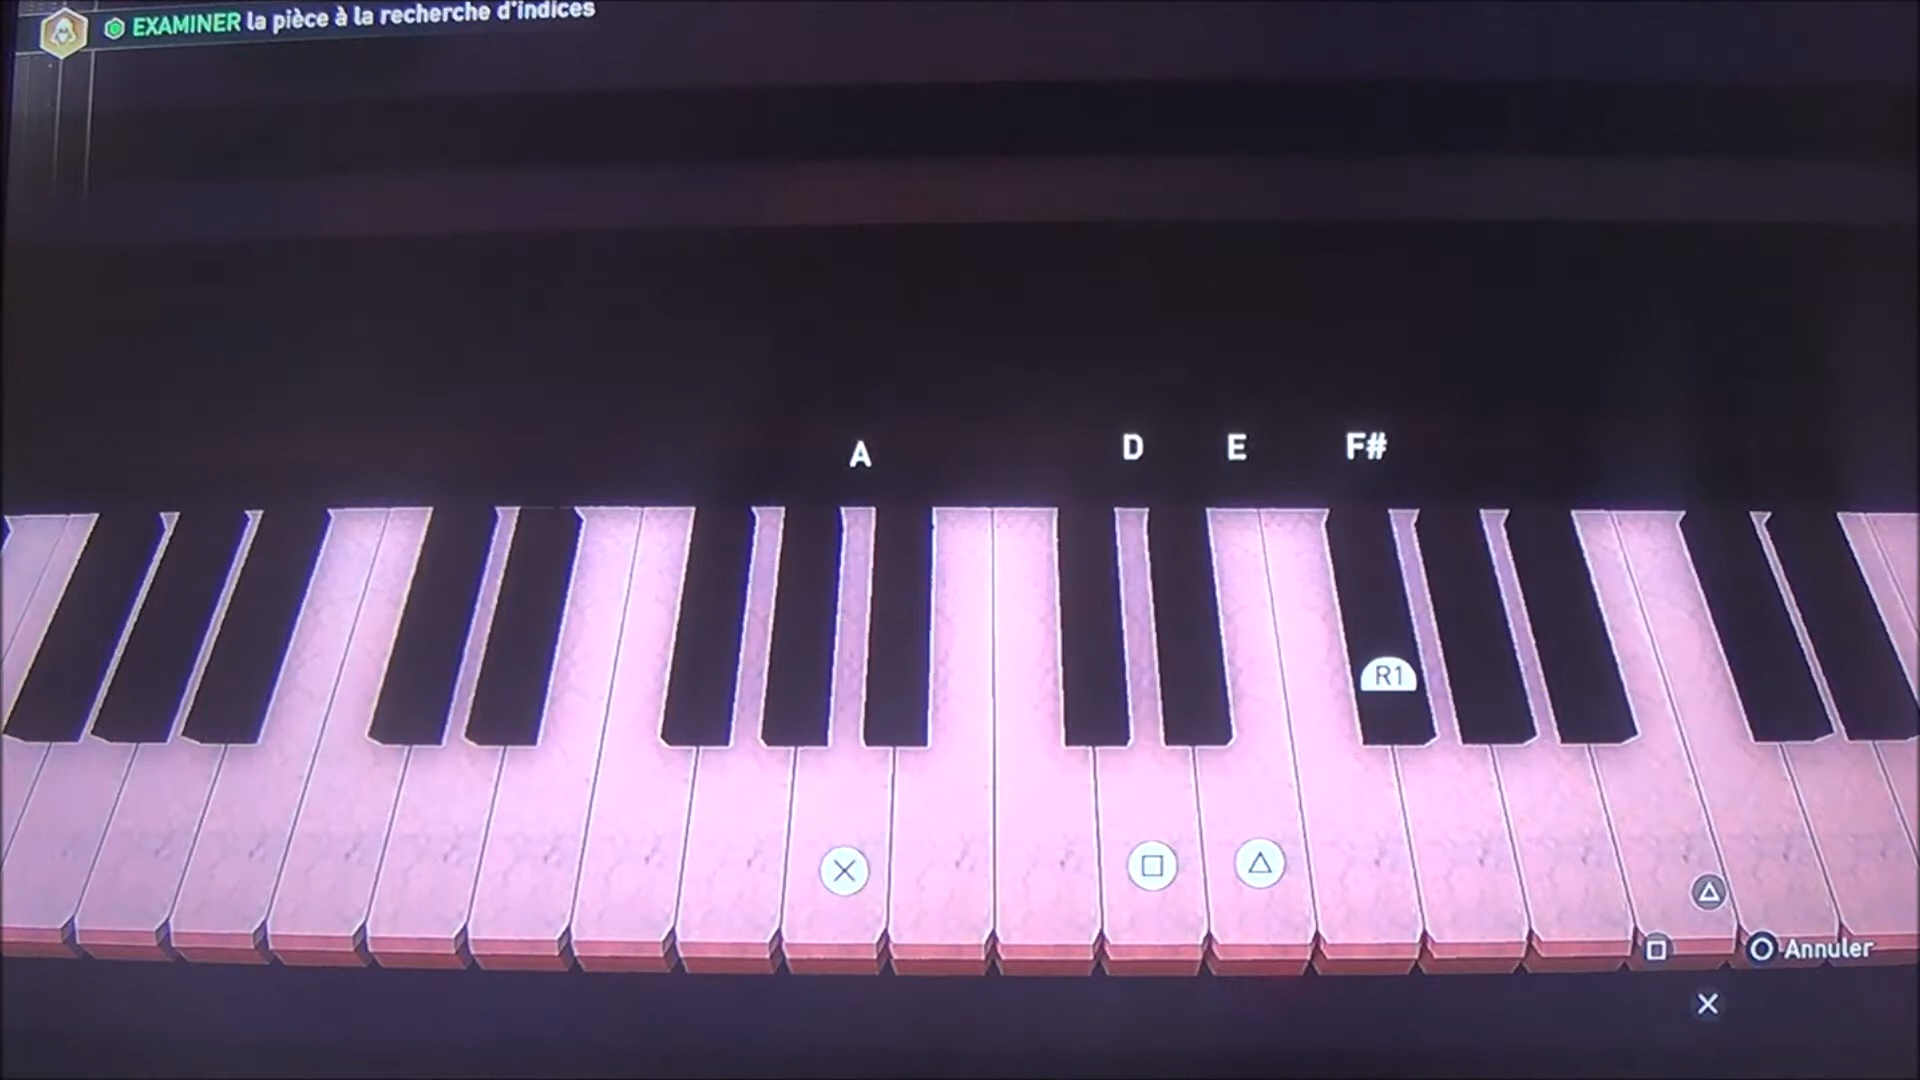 EXAMINER la pièce à la recherche d'indices
A D E F#
R1
Annuler